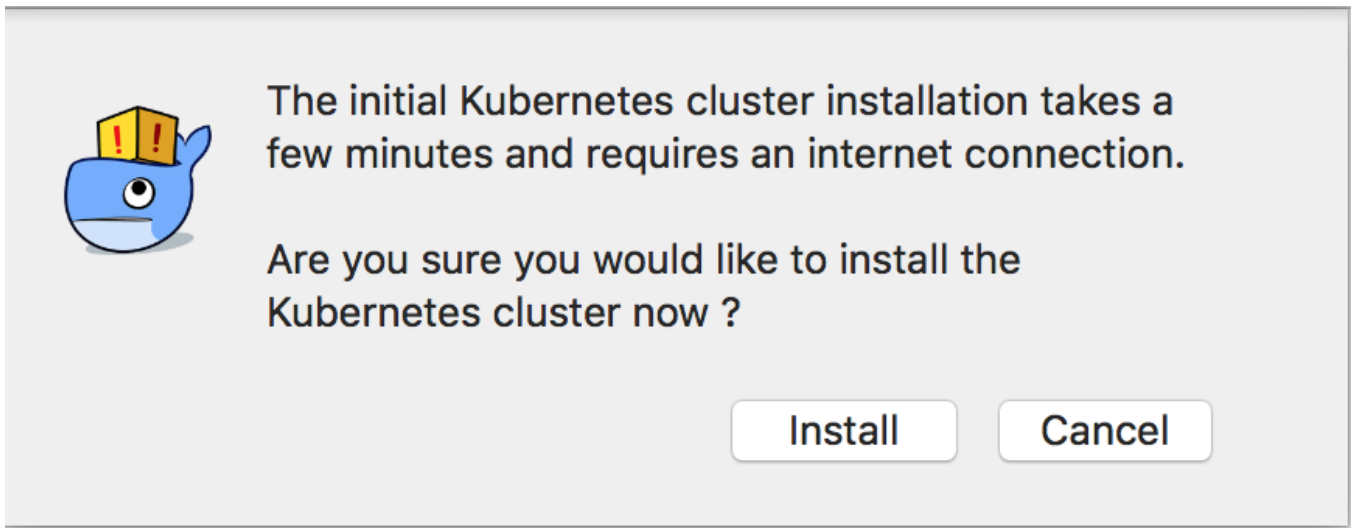 The initial Kubernetes cluster installation takes a
few minutes and requires an internet connection.
Are you sure you would like to install the
Kubernetes cluster now ?
! !
Install Cancel